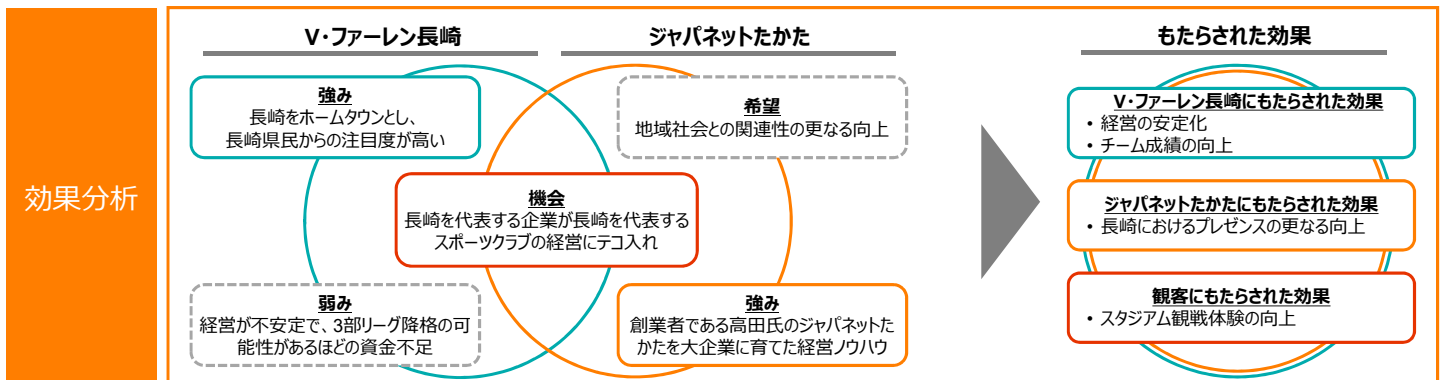 効果分析
V・ファーレン長崎
ジャパネットたかた
もたらされた効果
強み
長崎をホームタウンとし、
長崎県民からの注目度が高い
希望
地域社会との関連性の更なる向上
機会
長崎を代表する企業が長崎を代表する
スポーツクラブの経営にテコ入れ
弱み
経営が不安定で、3部リーグ降格の可
能性があるほどの資金不足
強み
創業者である高田氏のジャパネットた
かたを大企業に育てた経営ノウハウ
V・ファーレン長崎にもたらされた効果
• 経営の安定化
• チーム成績の向上
ジャパネットたかたにもたらされた効果
• 長崎におけるプレゼンスの更なる向上
観客にもたらされた効果
• スタジアム観戦体験の向上